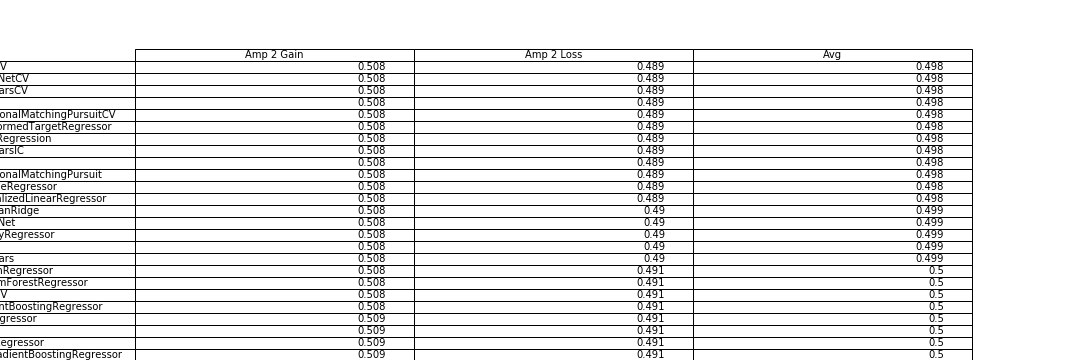 Amp 2 Gain Amp 2 Loss Avg
V 0.508 0.489 0.498
NetCV 0.508 0.489 0.498
arsCV 0.508 0.489 0.498
0.508 0.489 0.498
onalMatchingPursuitCV 0.508 0.489 0.498
ormedTargetRegressor 0.508 0.489 0.498
Regression 0.508 0.489 0.498
arsIC 0.508 0.489 0.498
0.508 0.489 0.498
onalMatchingPursuit 0.508 0.489 0.498
eRegressor 0.508 0.489 0.498
alizedLinearRegressor 0.508 0.489 0.498
anRidge 0.508 0.49 0.499
Net 0.508 0.49 0.499
yRegressor 0.508 0.49 0.499
0.508 0.49 0.499
ars 0.508 0.49 0.499
nRegressor 0.508 0.491 0.5
mForestRegressor 0.508 0.491 0.5
V 0.508 0.491 0.5
ntBoostingRegressor 0.508 0.491 0.5
gressor 0.509 0.491 0.5
0.509 0.491 0.5
Regressor 0.509 0.491 0.5
adientBoostingRegressor 0.509 0.491 0.5